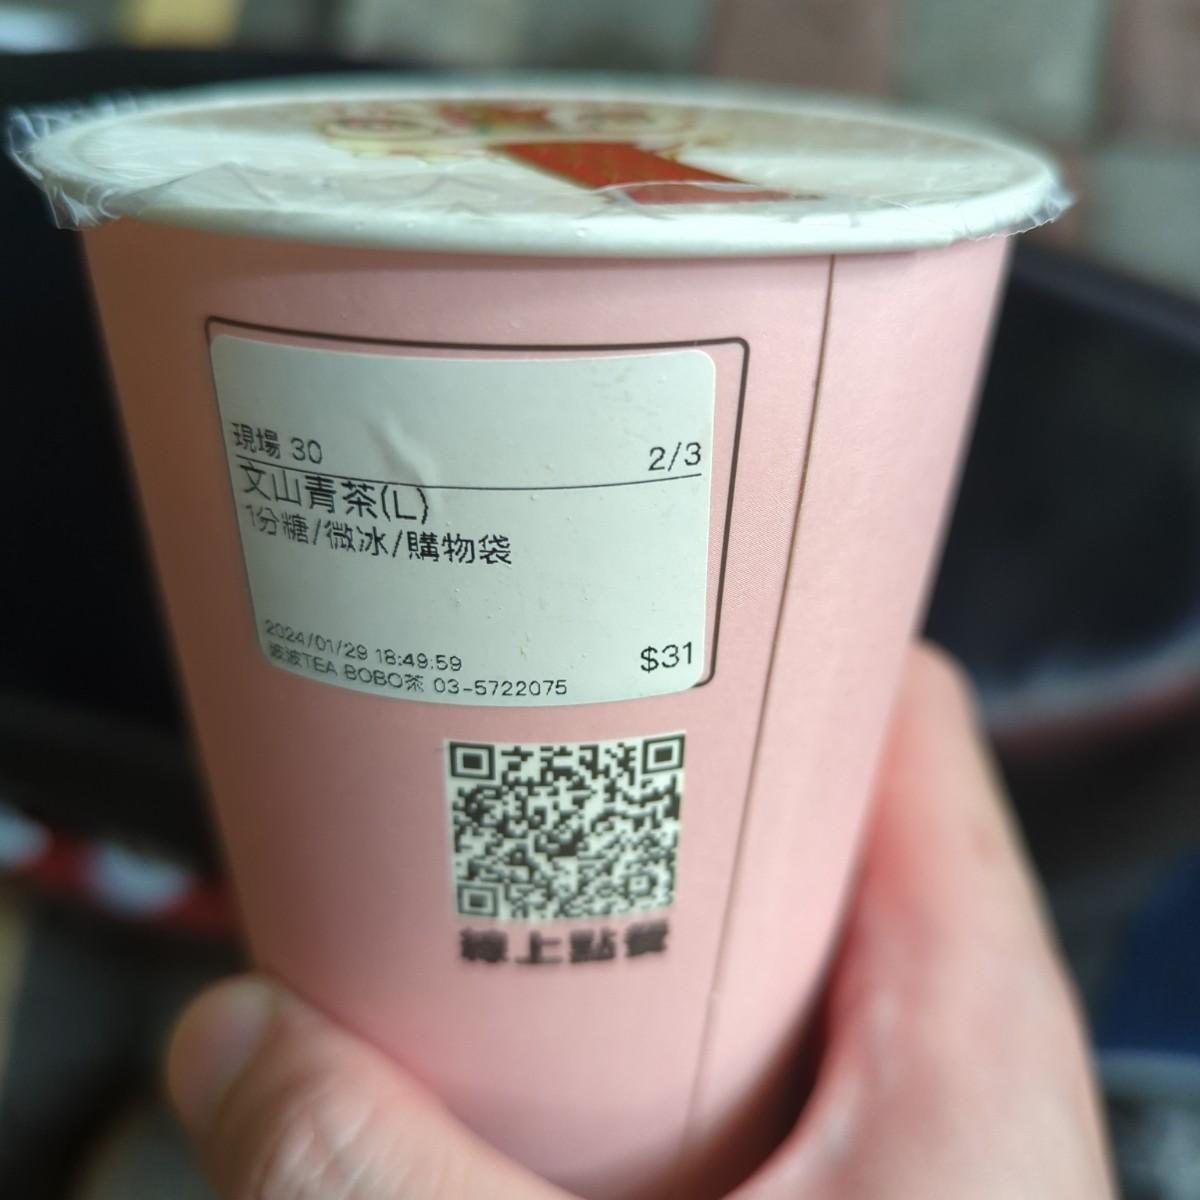 現場 30 2/3
文山青茶(L)
1分糖/微冰/購物袋
2024/01/29 18:49:59 $31
波波TEA BOBO茶 03-5722075
線上點餐